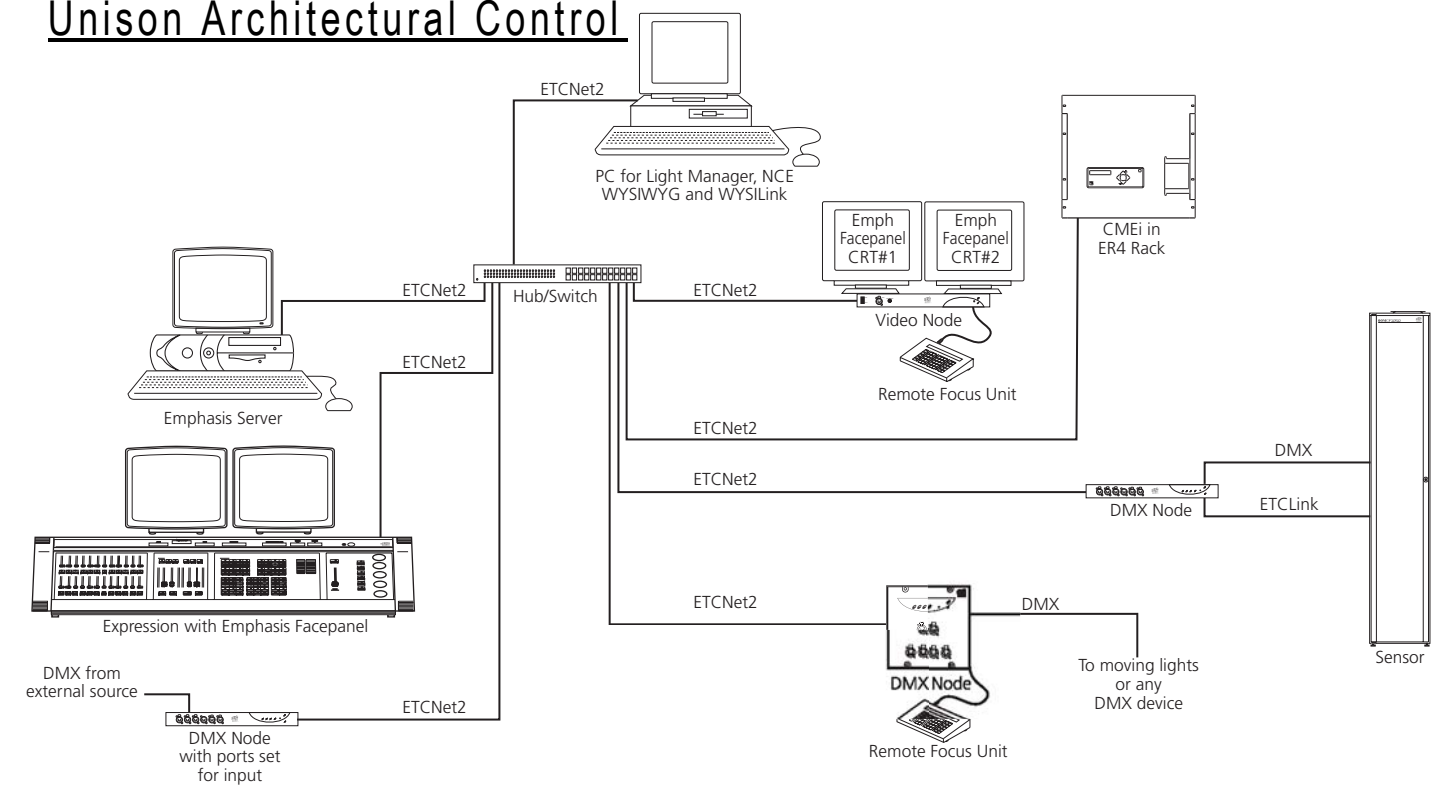 Unison Architectural Control
ETCNet2
PC for Light Manager, NCE
WYSIWYG and WYSILink
Emph
Facepanel
CRT#1
Emph
Facepanel
CRT#2
CMEi in
ER4 Rack
ETCNet2
Hub/Switch
ETCNet2
Video Node
ETCNet2
Remote Focus Unit
Emphasis Server
ETCNet2
DMX
ETCNet2
DMX Node
ETCLink
ETCNet2
DMX
Expression with Emphasis Facepanel
Sensor
To moving lights
or any
DMX device
DMX from
external source
DMX Node
ETCNet2
DMX Node
with ports set
for input
Remote Focus Unit